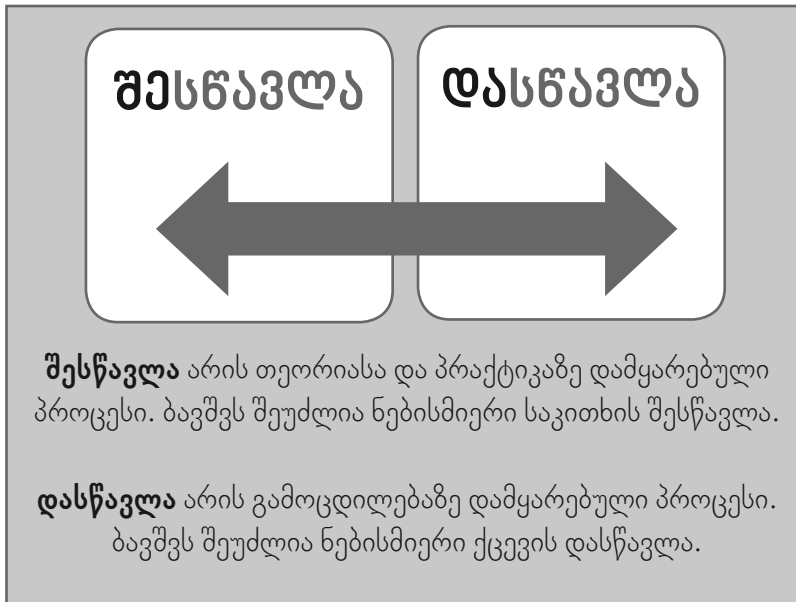 შესწავლა
დასწავლა
შესწავლა არის თეორიასა და პრაქტიკაზე დამყარებული
პროცესი. ბავშვს შეუძლია ნებისმიერი საკითხის შესწავლა.
დასწავლა არის გამოცდილებაზე დამყარებული პროცესი.
ბავშვს შეუძლია ნებისმიერი ქცევის დასწავლა.